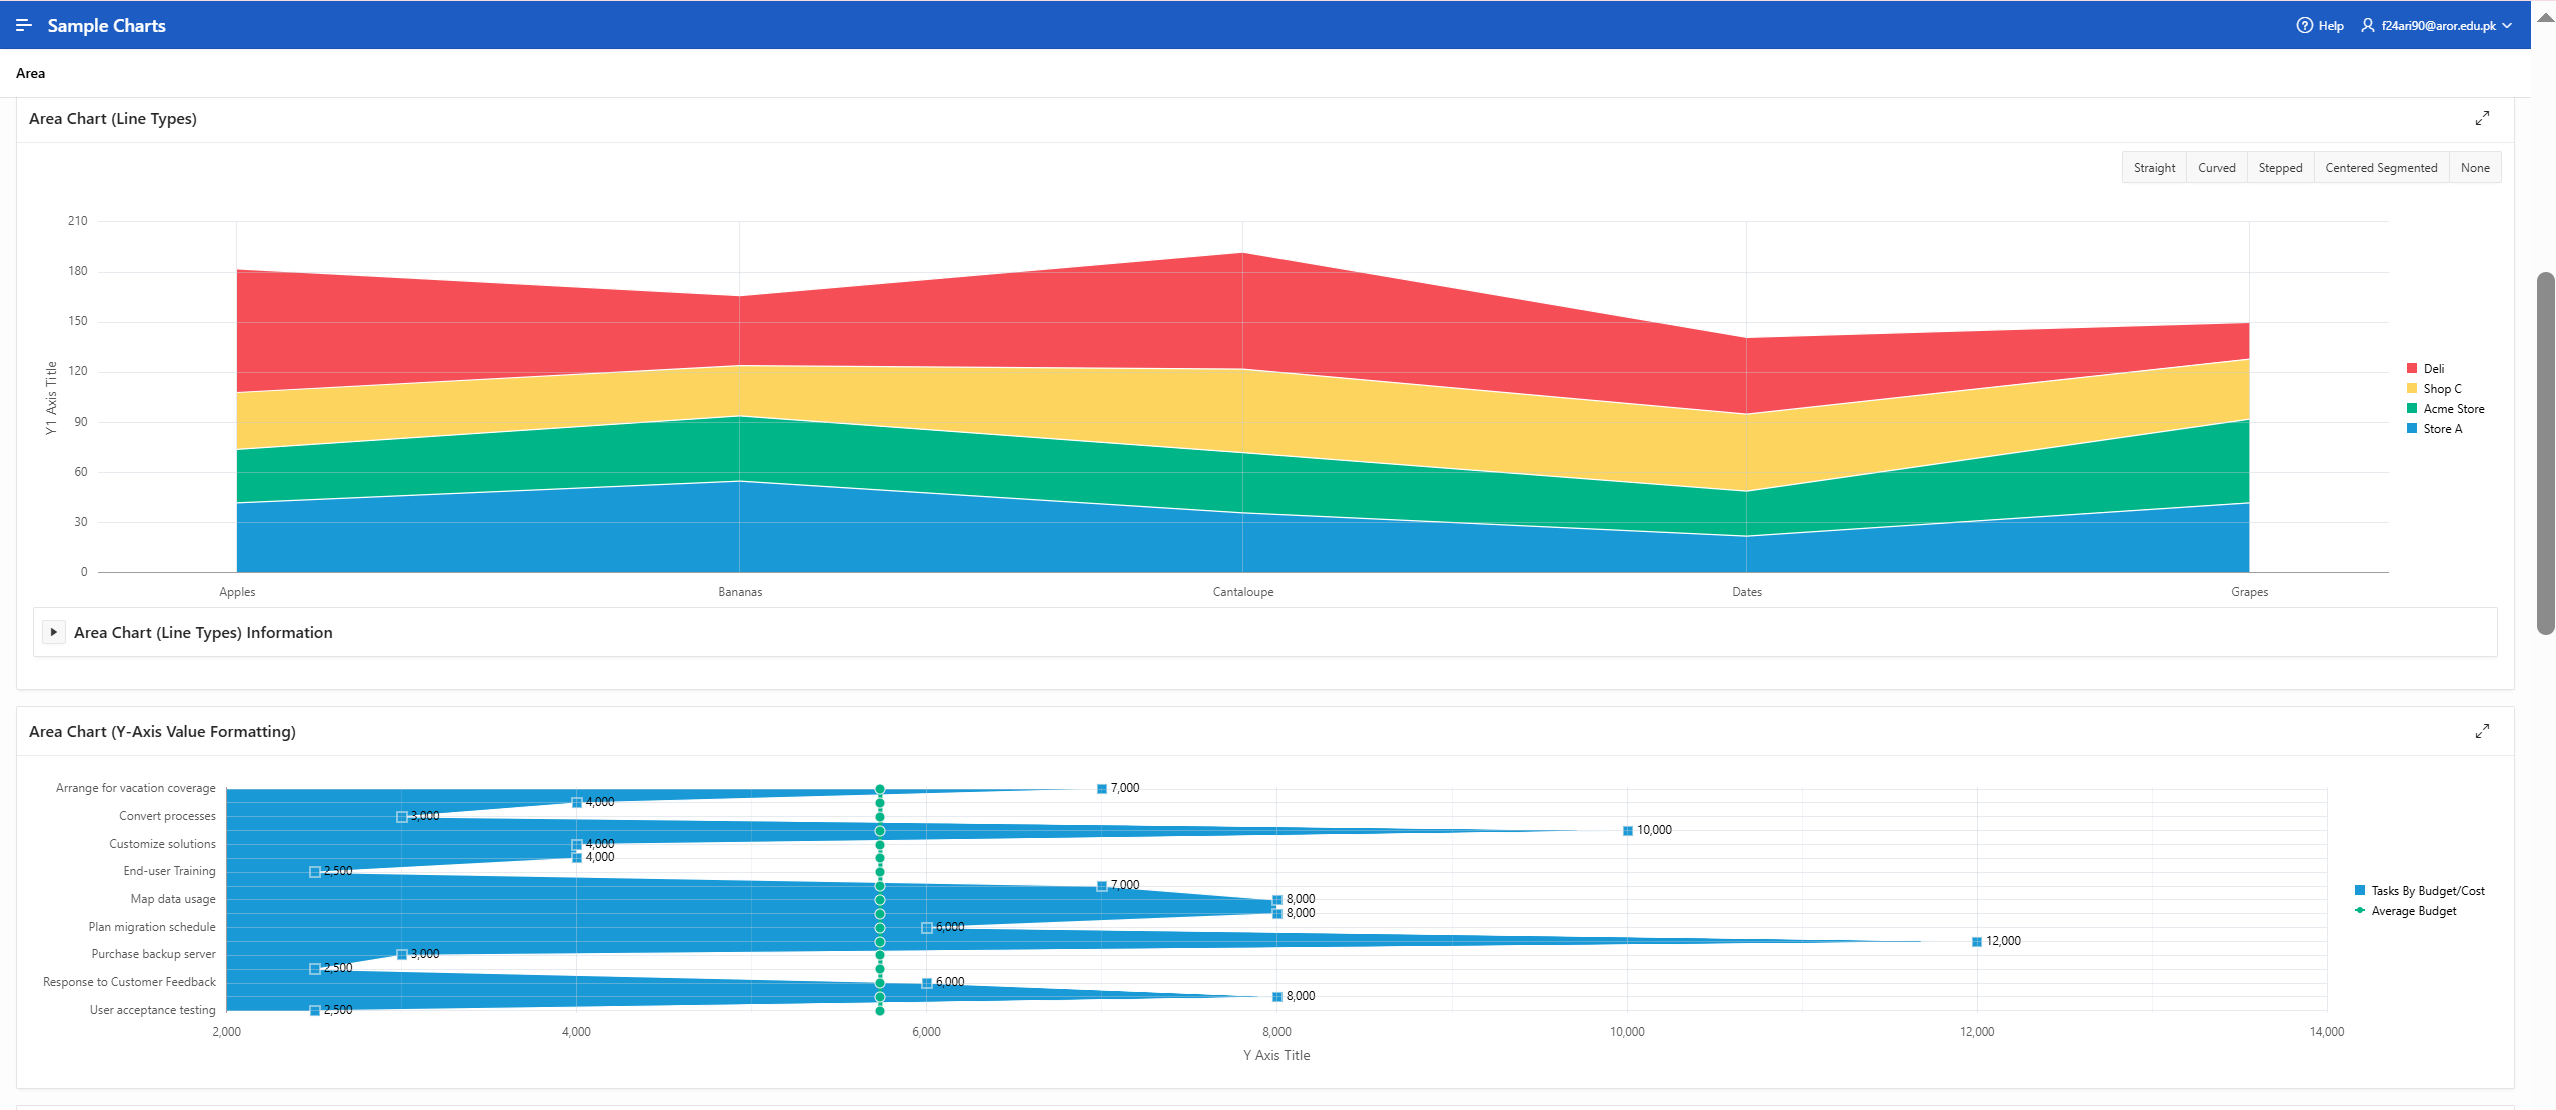 Sample Charts
Help
f24ari90@aror.edu.pk
Area
Area Chart (Line Types)
Straight
Curved
Stepped
Centered Segmented
None
210
180
150
120
90
60
30
0
Y1 Axis Title
Apples
Bananas
Cantaloupe
Dates
Grapes
Deli
Shop C
Acme Store
Store A
Area Chart (Line Types) Information
Area Chart (Y-Axis Value Formatting)
Arrange for vacation coverage
Convert processes
Customize solutions
End-user Training
Map data usage
Plan migration schedule
Purchase backup server
Response to Customer Feedback
User acceptance testing
7,000
4,000
3,000
10,000
4,000
4,000
2,500
7,000
8,000
8,000
6,000
12,000
3,000
2,500
6,000
8,000
2,500
2,000
4,000
6,000
8,000
10,000
12,000
14,000
Y Axis Title
Tasks By Budget/Cost
Average Budget